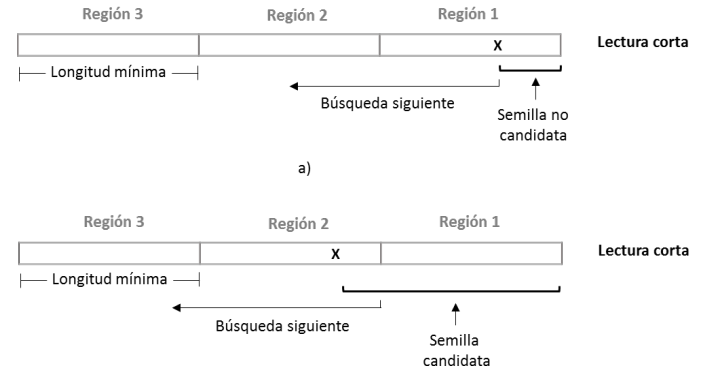 Región 3 Región 2 Región 1
X Lectura corta
Longitud mínima
Búsqueda siguiente
Semilla no
candidata
a)
Región 3 Región 2 Región 1
X Lectura corta
Longitud mínima
Búsqueda siguiente
Semilla
candidata